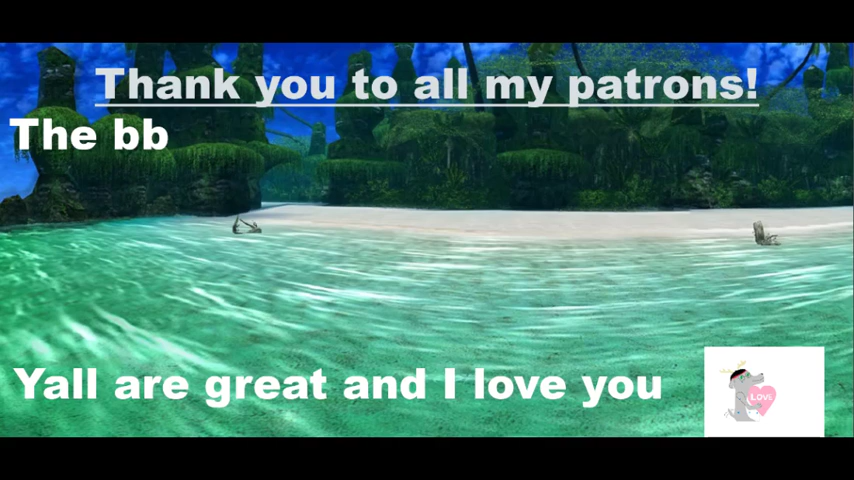 Thank you to all my patrons!
The bb
Yall are great and I love you
LOVE